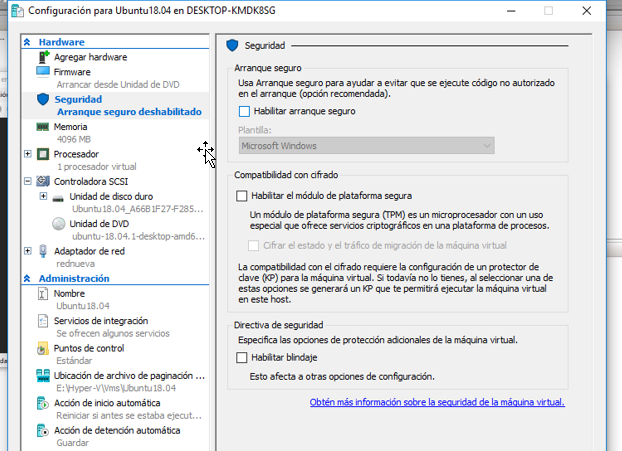 Configuración para Ubuntu18.04 en DESKTOP-KMDK8SG
Hardware
Agregar hardware
Firmware
Arrancar desde Unidad de DVD
Seguridad
Arranque seguro deshabilitado
Memoria
4096 MB
Procesador
1 procesador virtual
Controladora SCSI
Unidad de disco duro
Ubuntu18.04_A66B1F27-F285...
Unidad de DVD
ubuntu-18.04.1-desktop-amd6...
Adaptador de red
rednueva
Administración
Nombre
Ubuntu18.04
Servicios de integración
Se ofrecen algunos servicios
Puntos de control
Estándar
Ubicación de archivo de paginación ...
E:\Hyper-V\Vms\Ubuntu18.04
Acción de inicio automática
Reiniciar si antes se estaba ejecut...
Acción de detención automática
Guardar
Seguridad
Arranque seguro
Usa Arranque seguro para ayudar a evitar que se ejecute código no autorizado
en el arranque (opción recomendada).
Habilitar arranque seguro
Plantilla:
Microsoft Windows
Compatibilidad con cifrado
Habilitar el módulo de plataforma segura
Un módulo de plataforma segura (TPM) es un microprocesador con un uso
especial que ofrece servicios criptográficos en una plataforma de procesos.
Cifrar el estado y el tráfico de migración de la máquina virtual
La compatibilidad con el cifrado requiere la configuración de un protector de
clave (KP) para la máquina virtual. Si todavía no lo tienes, al seleccionar una de
estas opciones se generará un KP que te permitirá ejecutar la máquina virtual
en este host.
Directiva de seguridad
Especifica las opciones de protección adicionales de la máquina virtual.
Habilitar blindaje
Esto afecta a otras opciones de configuración.
Obtén más información sobre la seguridad de la máquina virtual.